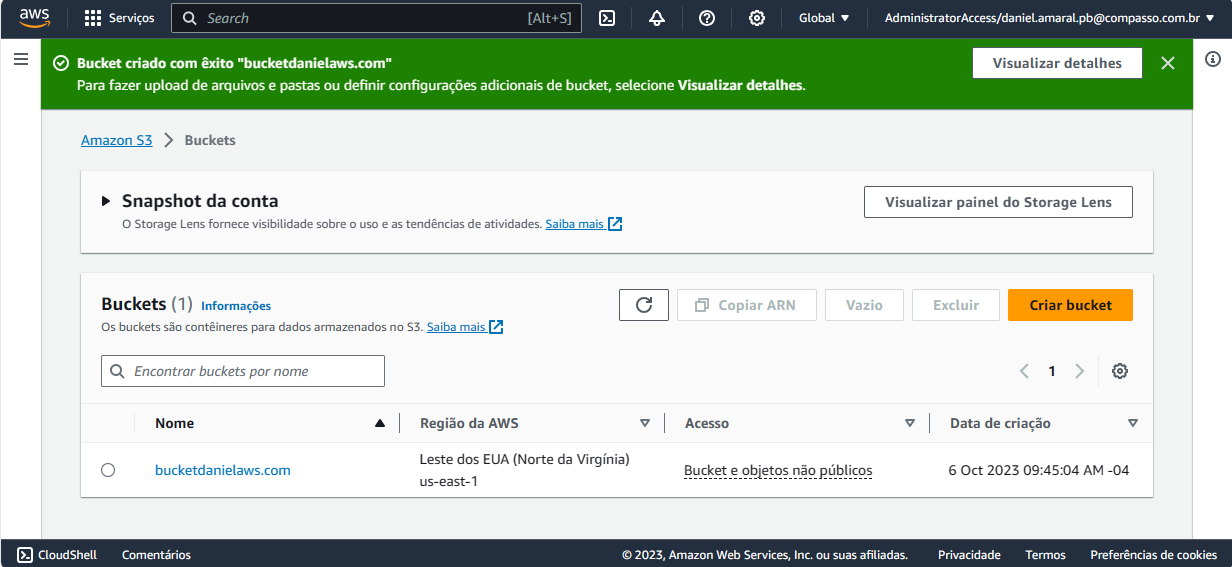 aws
Serviços
Search
[Alt+S]
Global
AdministratorAccess/daniel.amaral.pb@compasso.com.br
Bucket criado com êxito "bucketdanielaws.com"
Para fazer upload de arquivos e pastas ou definir configurações adicionais de bucket, selecione Visualizar detalhes.
Visualizar detalhes
Amazon S3
Buckets
Snapshot da conta
O Storage Lens fornece visibilidade sobre o uso e as tendências de atividades. Saiba mais
Visualizar painel do Storage Lens
Buckets (1) Informações
Os buckets são contêineres para dados armazenados no S3. Saiba mais
Copiar ARN
Vazio
Excluir
Criar bucket
Encontrar buckets por nome
1
Nome
Região da AWS
Acesso
Data de criação
bucketdanielaws.com
Leste dos EUA (Norte da Virgínia)
us-east-1
Bucket e objetos não públicos
6 Oct 2023 09:45:04 AM -04
CloudShell
Comentários
© 2023, Amazon Web Services, Inc. ou suas afiliadas.
Privacidade
Termos
Preferências de cookies